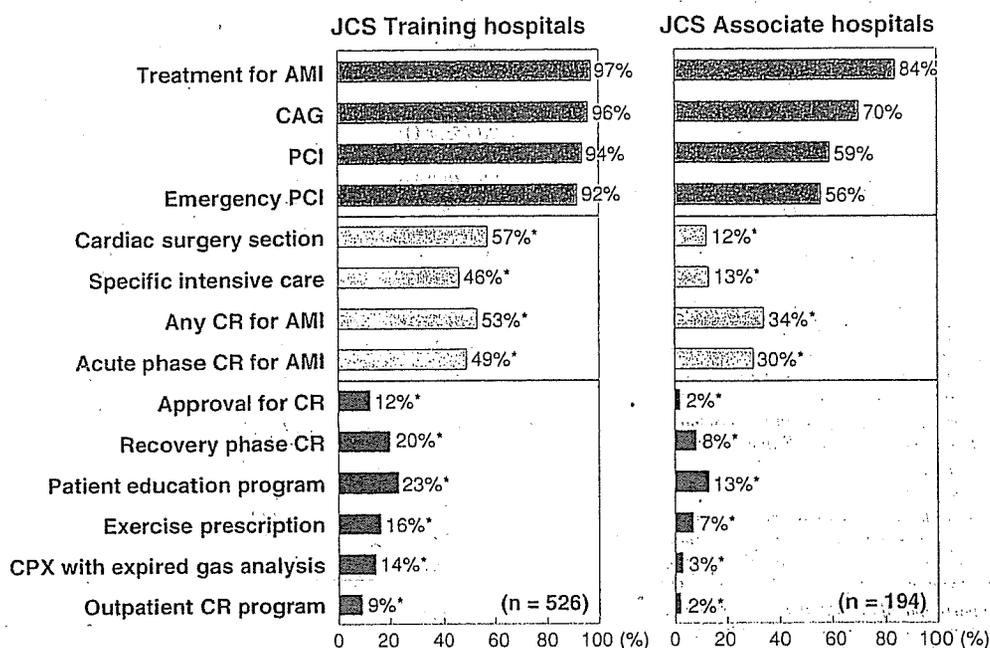 JCS Training hospitals JCS Associate hospitals
Treatment for AMI 97% 84%
CAG 96% 70%
PCI 94% 59%
Emergency PCI 92% 56%
Cardiac surgery section 57%* 12%*
Specific intensive care 46%* 13%*
Any CR for AMI 53%* 34%*
Acute phase CR for AMI 49%* 30%*
Approval for CR 12%* 2%*
Recovery phase CR 20%* 8%*
Patient education program 23%* 13%*
Exercise prescription 16%* 7%*
CPX with expired gas analysis 14%* 3%*
Outpatient CR program 9%* (n = 526) 2%* (n = 194)
0 20 40 60 80 100 (%) 0 20 40 60 80 100 (%)